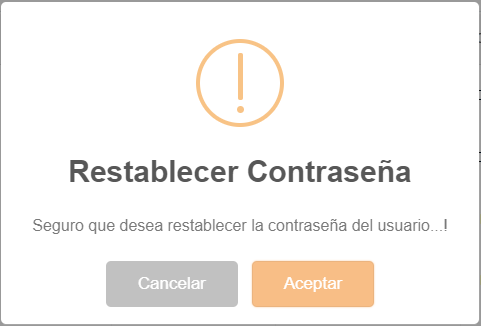 Restablecer Contraseña
Seguro que desea restablecer la contraseña del usuario...!
Cancelar
Aceptar